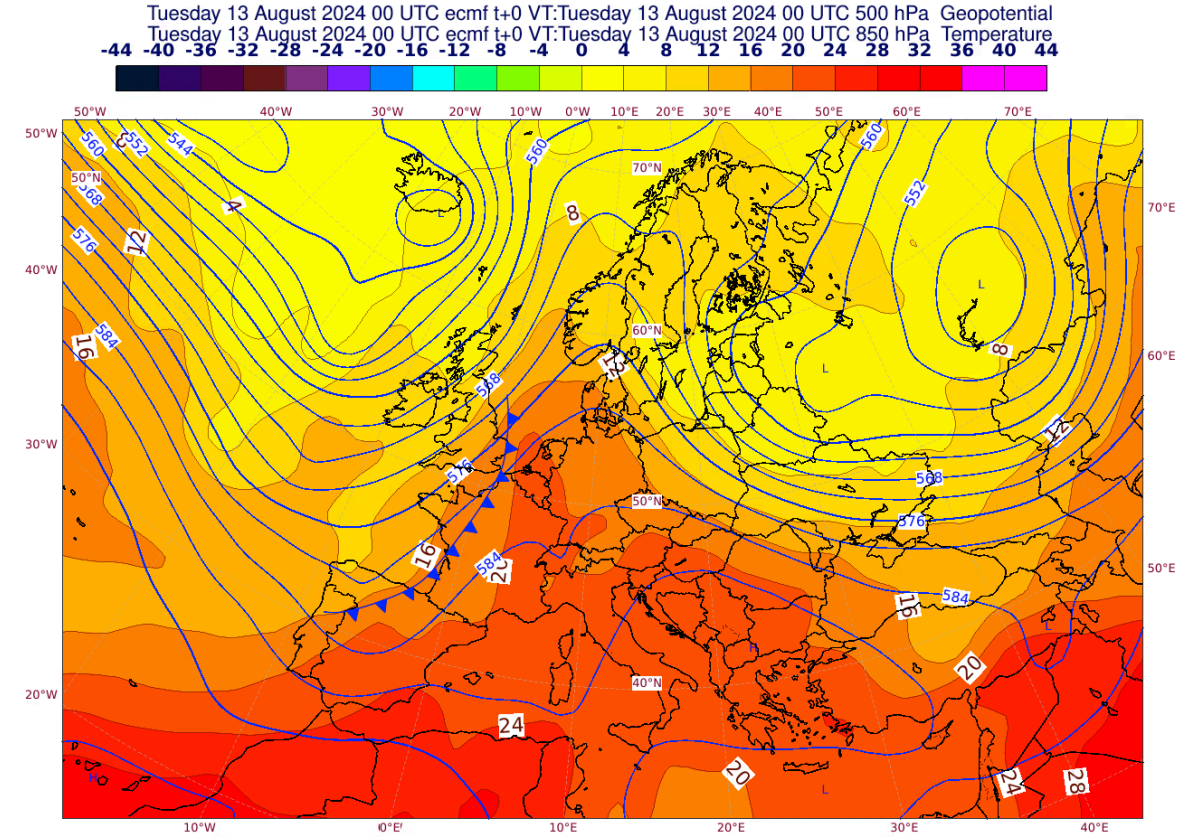 Tuesday 13 August 2024 00 UTC ecmf t+0 VT:Tuesday 13 August 2024 00 UTC 500 hPa  Geopotential
Tuesday 13 August 2024 00 UTC ecmf t+0 VT:Tuesday 13 August 2024 00 UTC 850 hPa  Temperature
-44 -40 -36 -32 -28 -24 -20 -16 -12 -8 -4 0 4 8 12 16 20 24 28 32 36 40 44
50°W 40°W 30°W 20°W 10°W 0°W 10°E 20°E 30°E 40°E 50°E 60°E 70°E
50°W 560 552 544 560 560
70°N
50°N
568 552
4 8 70°E
L
576 12
40°W
L
584 60°N
16 8 60°E
12 L
568
30°W 12
576 568
50°N
576
16 584 20 50°E
584
16
L
H
20
20°W 40°N
24
H 20 24 28
L
10°W 0°E 10°E 20°E 30°E 40°E